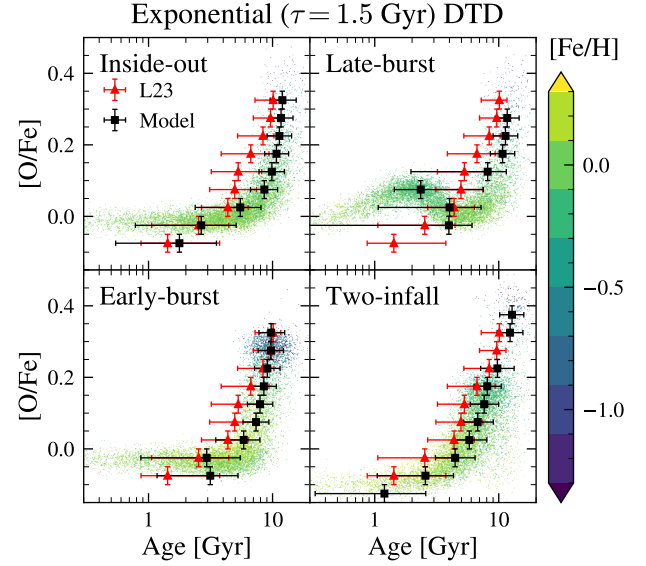 Exponential (τ = 1.5 Gyr) DTD
[Fe/H]
Inside-out
L23
Model
Late-burst
Early-burst
Two-infall
[O/Fe]
0.4
0.2
0.0
[O/Fe]
0.4
0.2
0.0
0.0
−0.5
−1.0
1
10
1
10
Age [Gyr]
Age [Gyr]